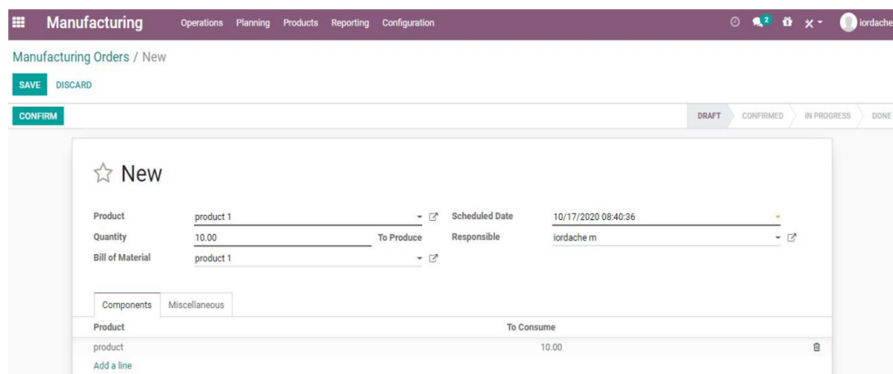 Manufacturing Operations Planning Products Reporting Configuration 2 iordache
Manufacturing Orders / New
SAVE DISCARD
CONFIRM DRAFT CONFIRMED IN PROGRESS DONE
New
Product product 1 Scheduled Date 10/17/2020 08:40:36
Quantity 10.00 To Produce Responsible iordache m
Bill of Material product 1
Components Miscellaneous
Product To Consume
product 10.00
Add a line